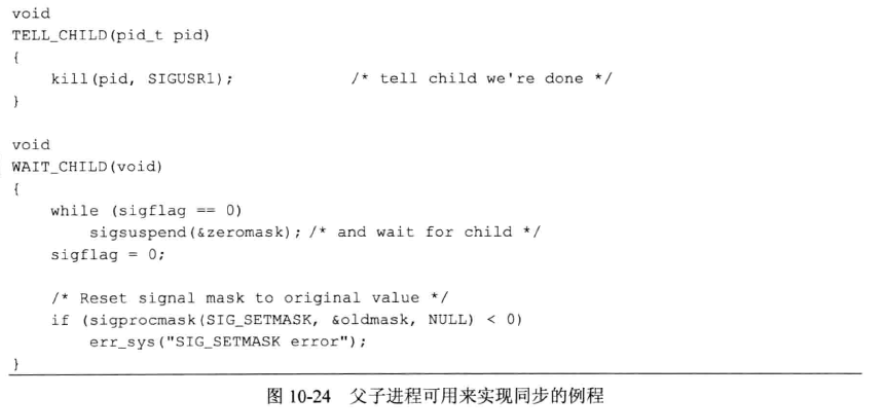 void
TELL_CHILD(pid_t pid)
{
    kill(pid, SIGUSR1);             /* tell child we're done */
}

void
WAIT_CHILD(void)
{
    while (sigflag == 0)
        sigsuspend(&zeromask); /* and wait for child */
    sigflag = 0;

    /* Reset signal mask to original value */
    if (sigprocmask(SIG_SETMASK, &oldmask, NULL) < 0)
        err_sys("SIG_SETMASK error");
}
图 10-24 父子进程可用来实现同步的例程